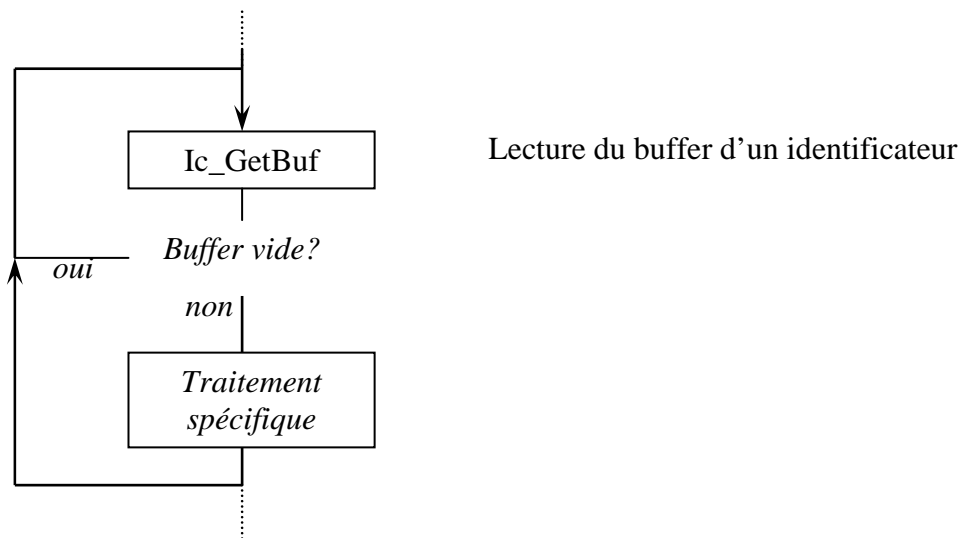 Ic_GetBuf
Lecture du buffer d’un identificateur
Buffer vide?
oui
non
Traitement
spécifique